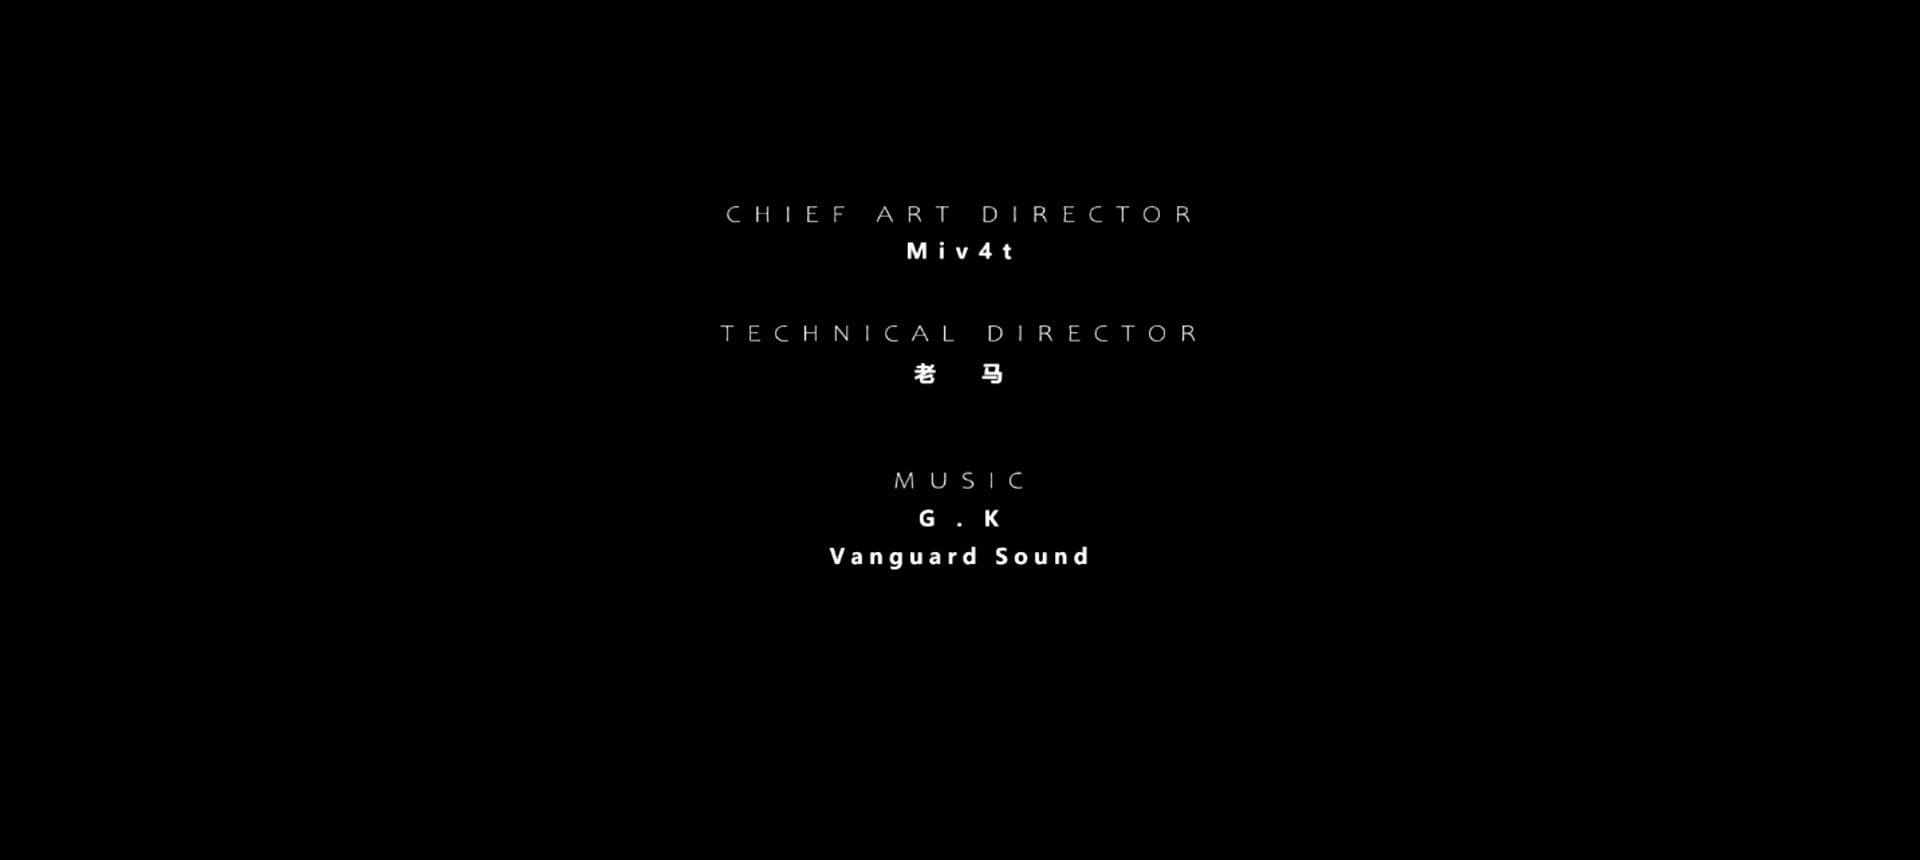 CHIEF ART DIRECTOR
Miv4t
TECHNICAL DIRECTOR
老 马
MUSIC
G . K
Vanguard Sound